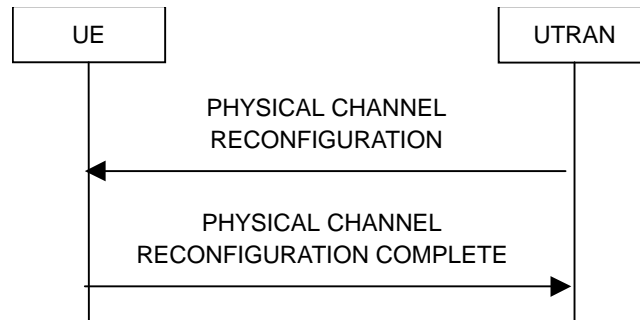 UE
UTRAN
PHYSICAL CHANNEL
RECONFIGURATION
PHYSICAL CHANNEL
RECONFIGURATION COMPLETE